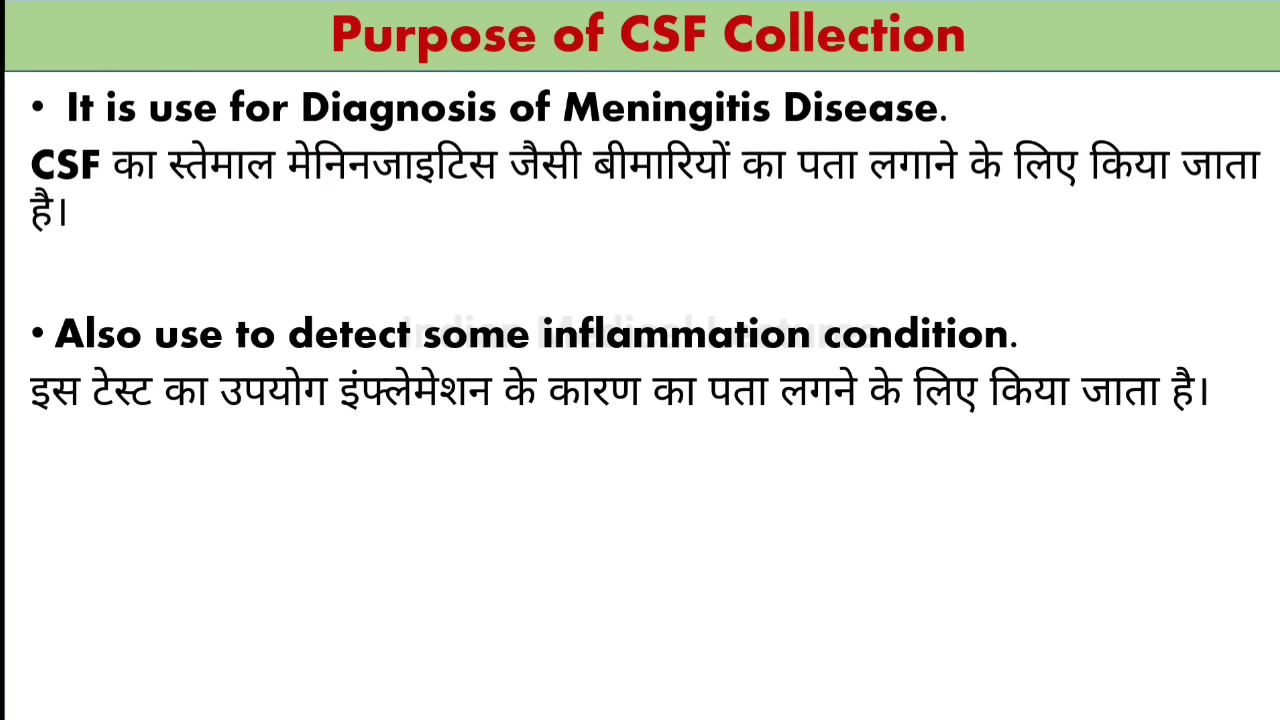 Purpose of CSF Collection
• It is use for Diagnosis of Meningitis Disease.
CSF का स्तेमाल मेनिनजाइटिस जैसी बीमारियों का पता लगाने के लिए किया जाता
है।
• Also use to detect some inflammation condition.
इस टेस्ट का उपयोग इंफ्लेमेशन के कारण का पता लगने के लिए किया जाता है।